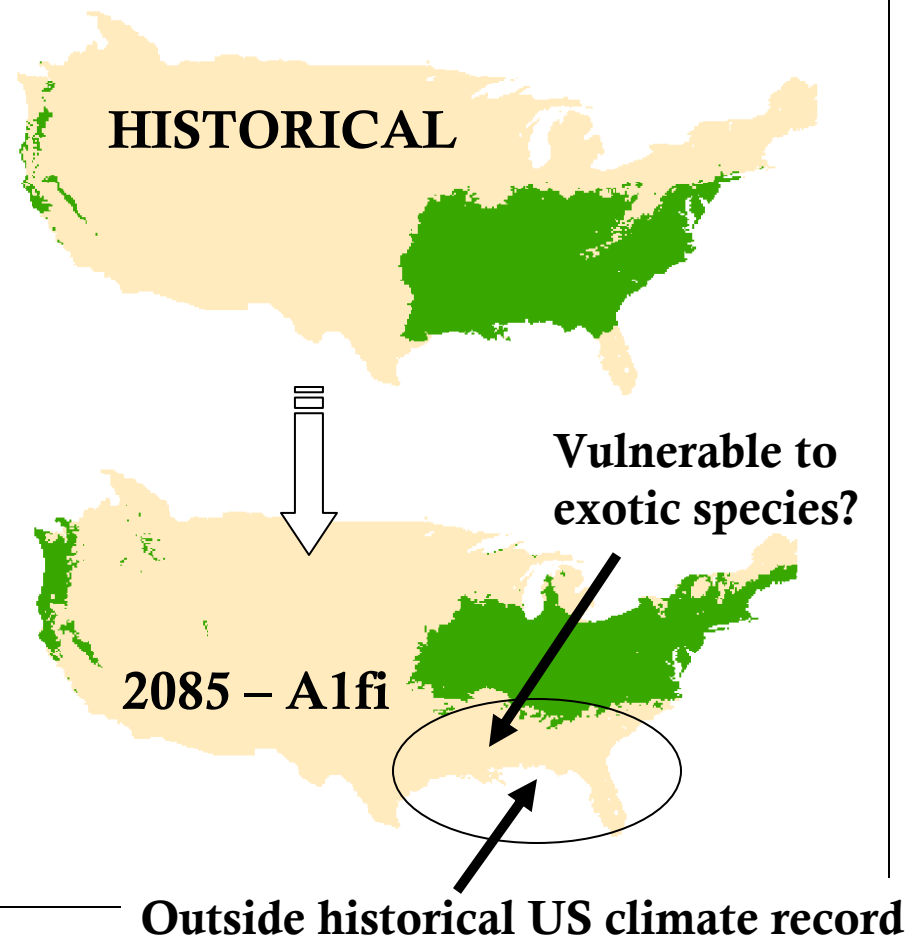 HISTORICAL
Vulnerable to
exotic species?
2085 – A1fi
Outside historical US climate record